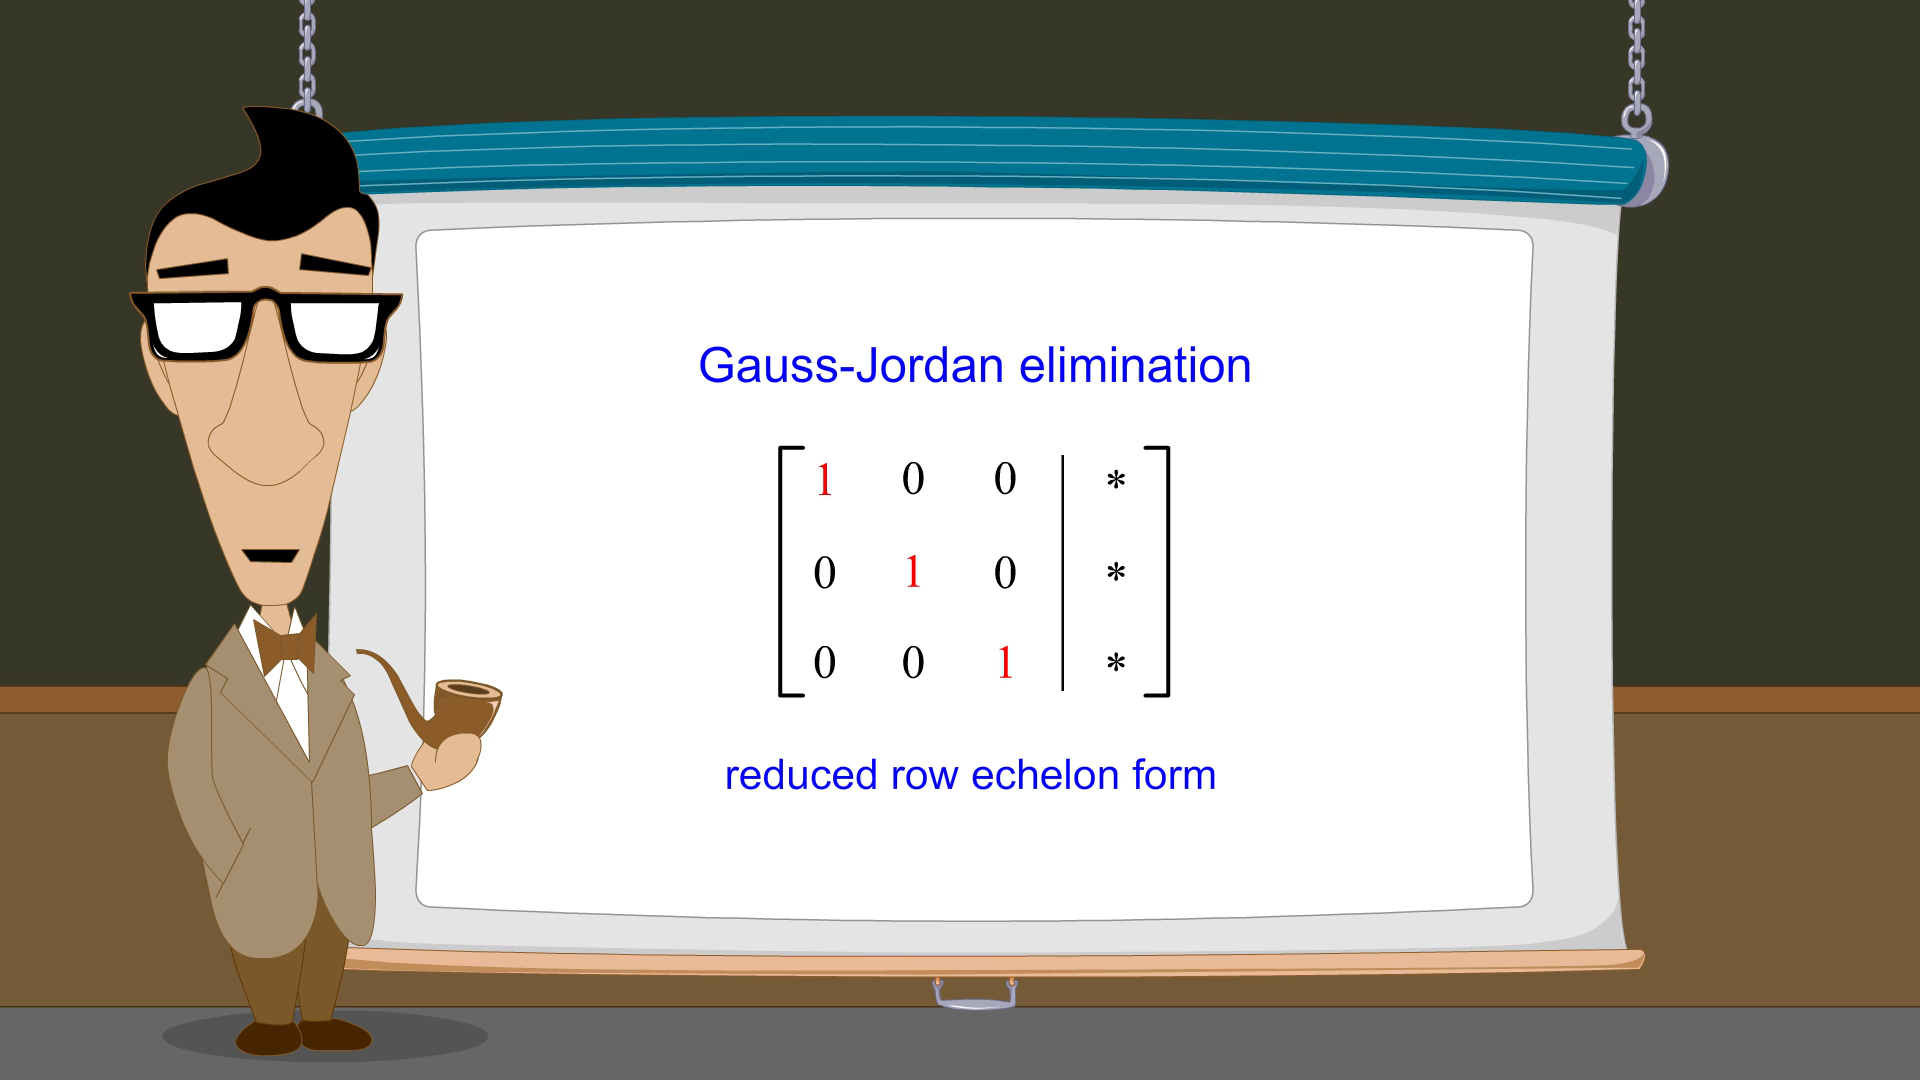 Gauss-Jordan elimination
1 0 0 | *
0 1 0 | *
0 0 1 | *
reduced row echelon form